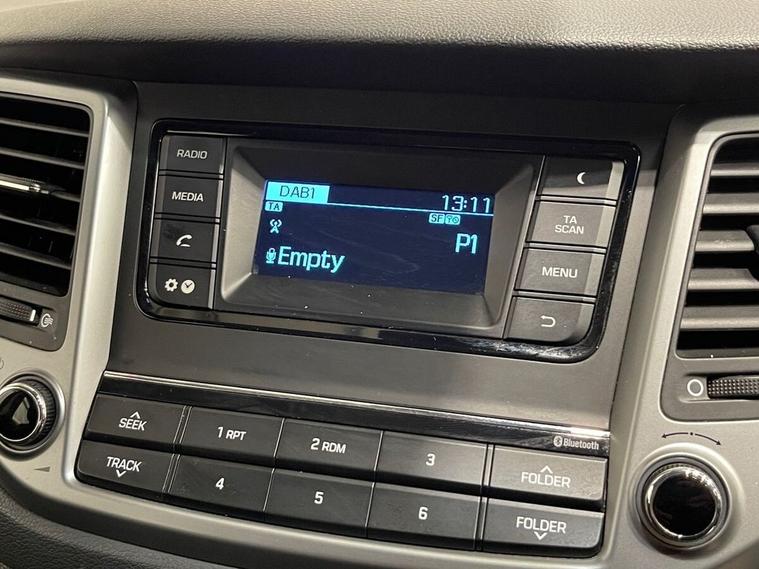 RADIO
MEDIA
DAB1 13:11
TA SF
P1
Empty
TA
SCAN
MENU
Bluetooth
SEEK
1 RPT
2 RDM
3
FOLDER
TRACK
4
5
6
FOLDER